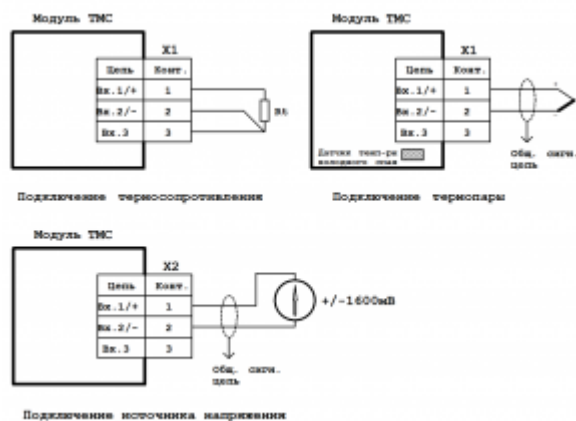 Модуль ТМС
X1
Цепь Конт.
Вх.1/+ 1
Вх.2/- 2
Вх.3 3
Rt
Подключение термосопротивления
Модуль ТМС
X1
Цепь Конт.
Вх.1/+ 1
Вх.2/- 2
Вх.3 3
Датчик темп-ры
холодного спая
Общ. сигн.
цепь
Подключение термопары
Модуль ТМС
X2
Цепь Конт.
Вх.1/+ 1
Вх.2/- 2
Вх.3 3
+/-1600мВ
Общ. сигн.
цепь
Подключение источника напряжения